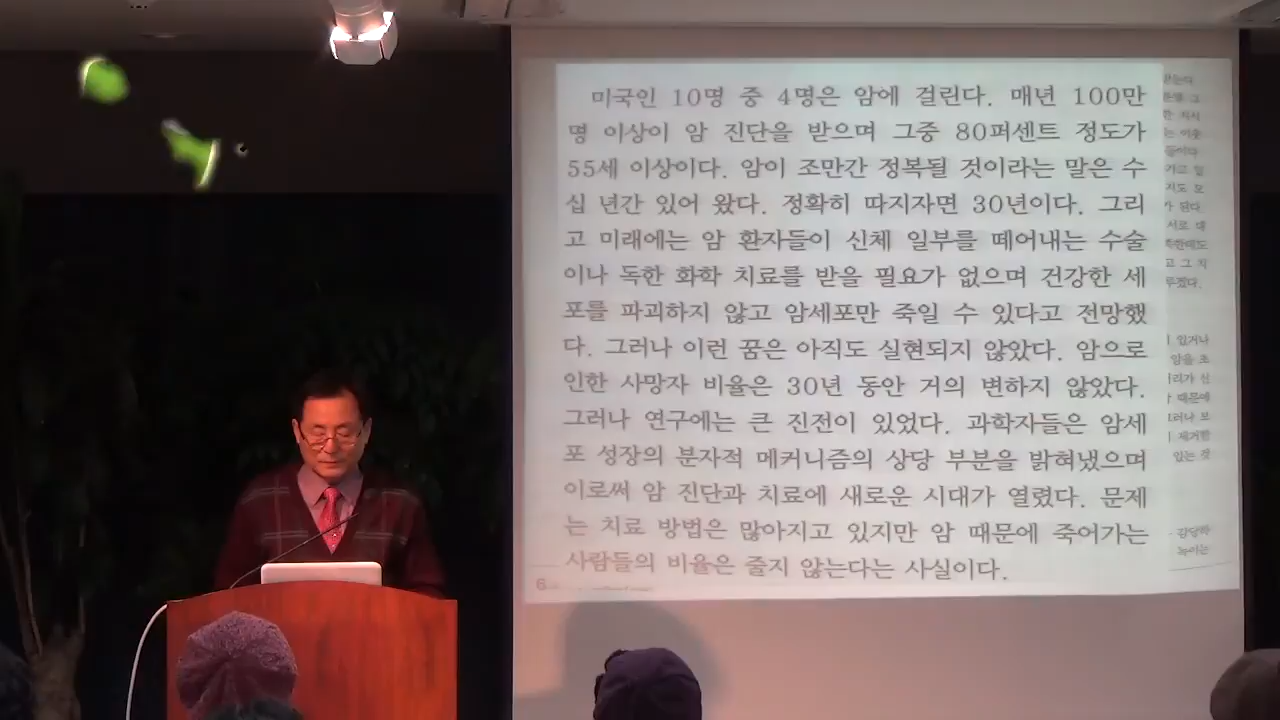 미국인 10명 중 4명은 암에 걸린다. 매년 100만
명 이상이 암 진단을 받으며 그중 80퍼센트 정도가
55세 이상이다. 암이 조만간 정복될 것이라는 말은 수
십 년간 있어 왔다. 정확히 따지자면 30년이다. 그리
고 미래에는 암 환자들이 신체 일부를 떼어내는 수술
이나 독한 화학 치료를 받을 필요가 없으며 건강한 세
포를 파괴하지 않고 암세포만 죽일 수 있다고 전망했
다. 그러나 이런 꿈은 아직도 실현되지 않았다. 암으로
인한 사망자 비율은 30년 동안 거의 변하지 않았다.
그러나 연구에는 큰 진전이 있었다. 과학자들은 암세
포 성장의 분자적 메커니즘의 상당 부분을 밝혀냈으며
이로써 암 진단과 치료에 새로운 시대가 열렸다. 문제
는 치료 방법은 많아지고 있지만 암 때문에 죽어가는
사람들의 비율은 줄지 않는다는 사실이다.